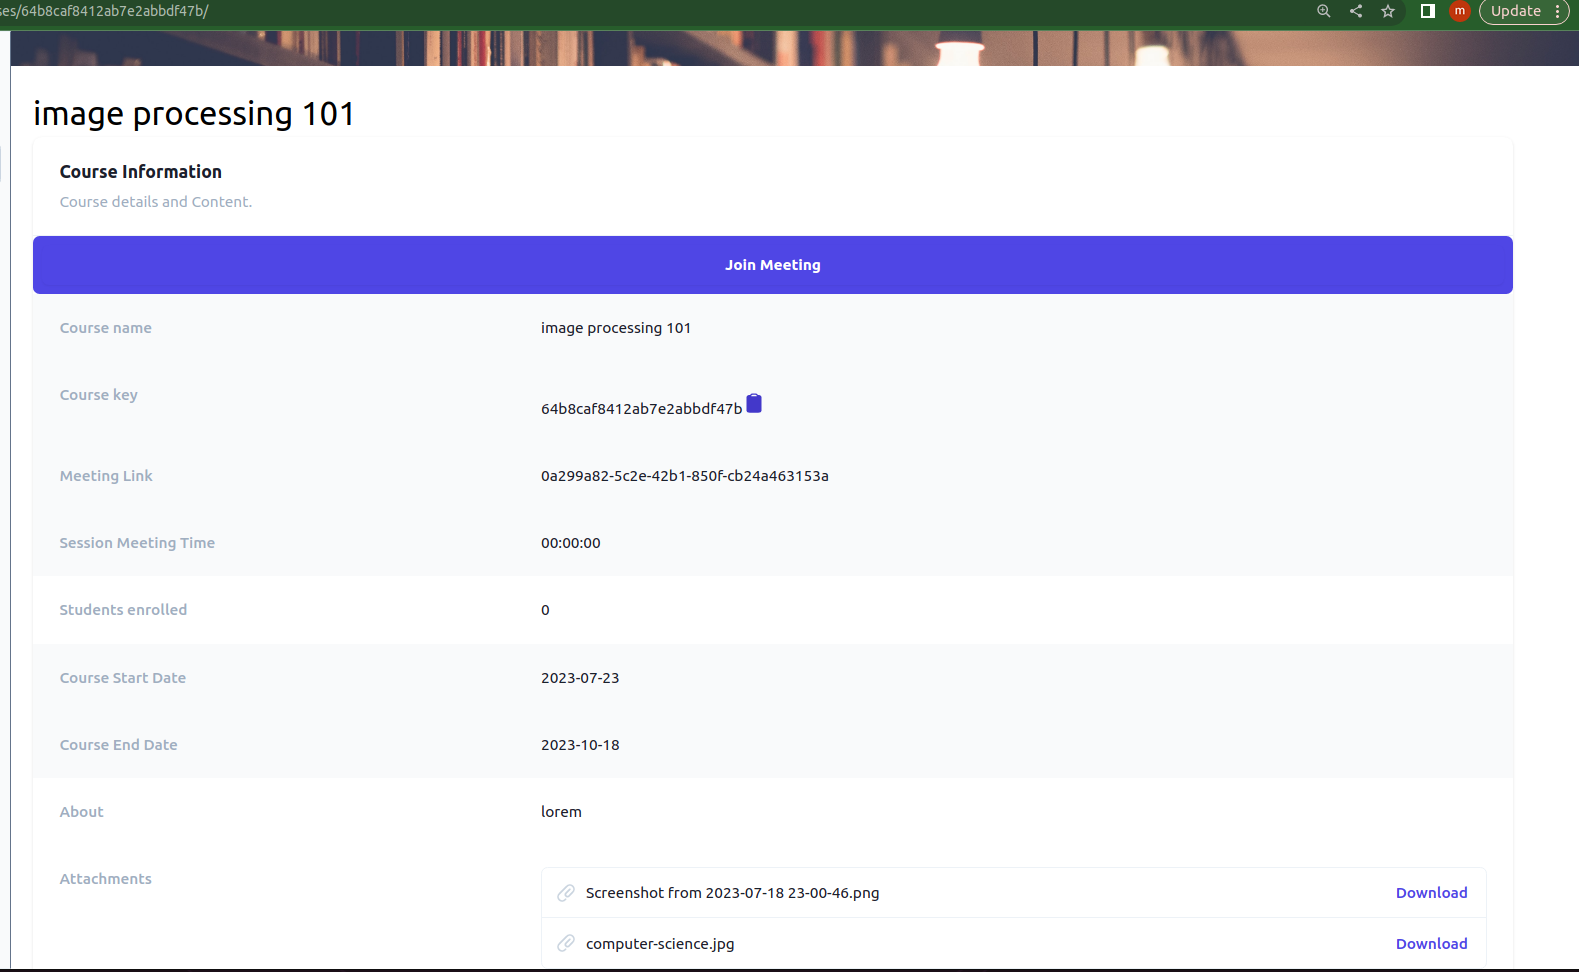 ses/64b8caf8412ab7e2abbdf47b/
m
Update
image processing 101
Course Information
Course details and Content.
Join Meeting
Course name image processing 101
Course key 64b8caf8412ab7e2abbdf47b
Meeting Link 0a299a82-5c2e-42b1-850f-cb24a463153a
Session Meeting Time 00:00:00
Students enrolled 0
Course Start Date 2023-07-23
Course End Date 2023-10-18
About lorem
Attachments
Screenshot from 2023-07-18 23-00-46.png Download
computer-science.jpg Download